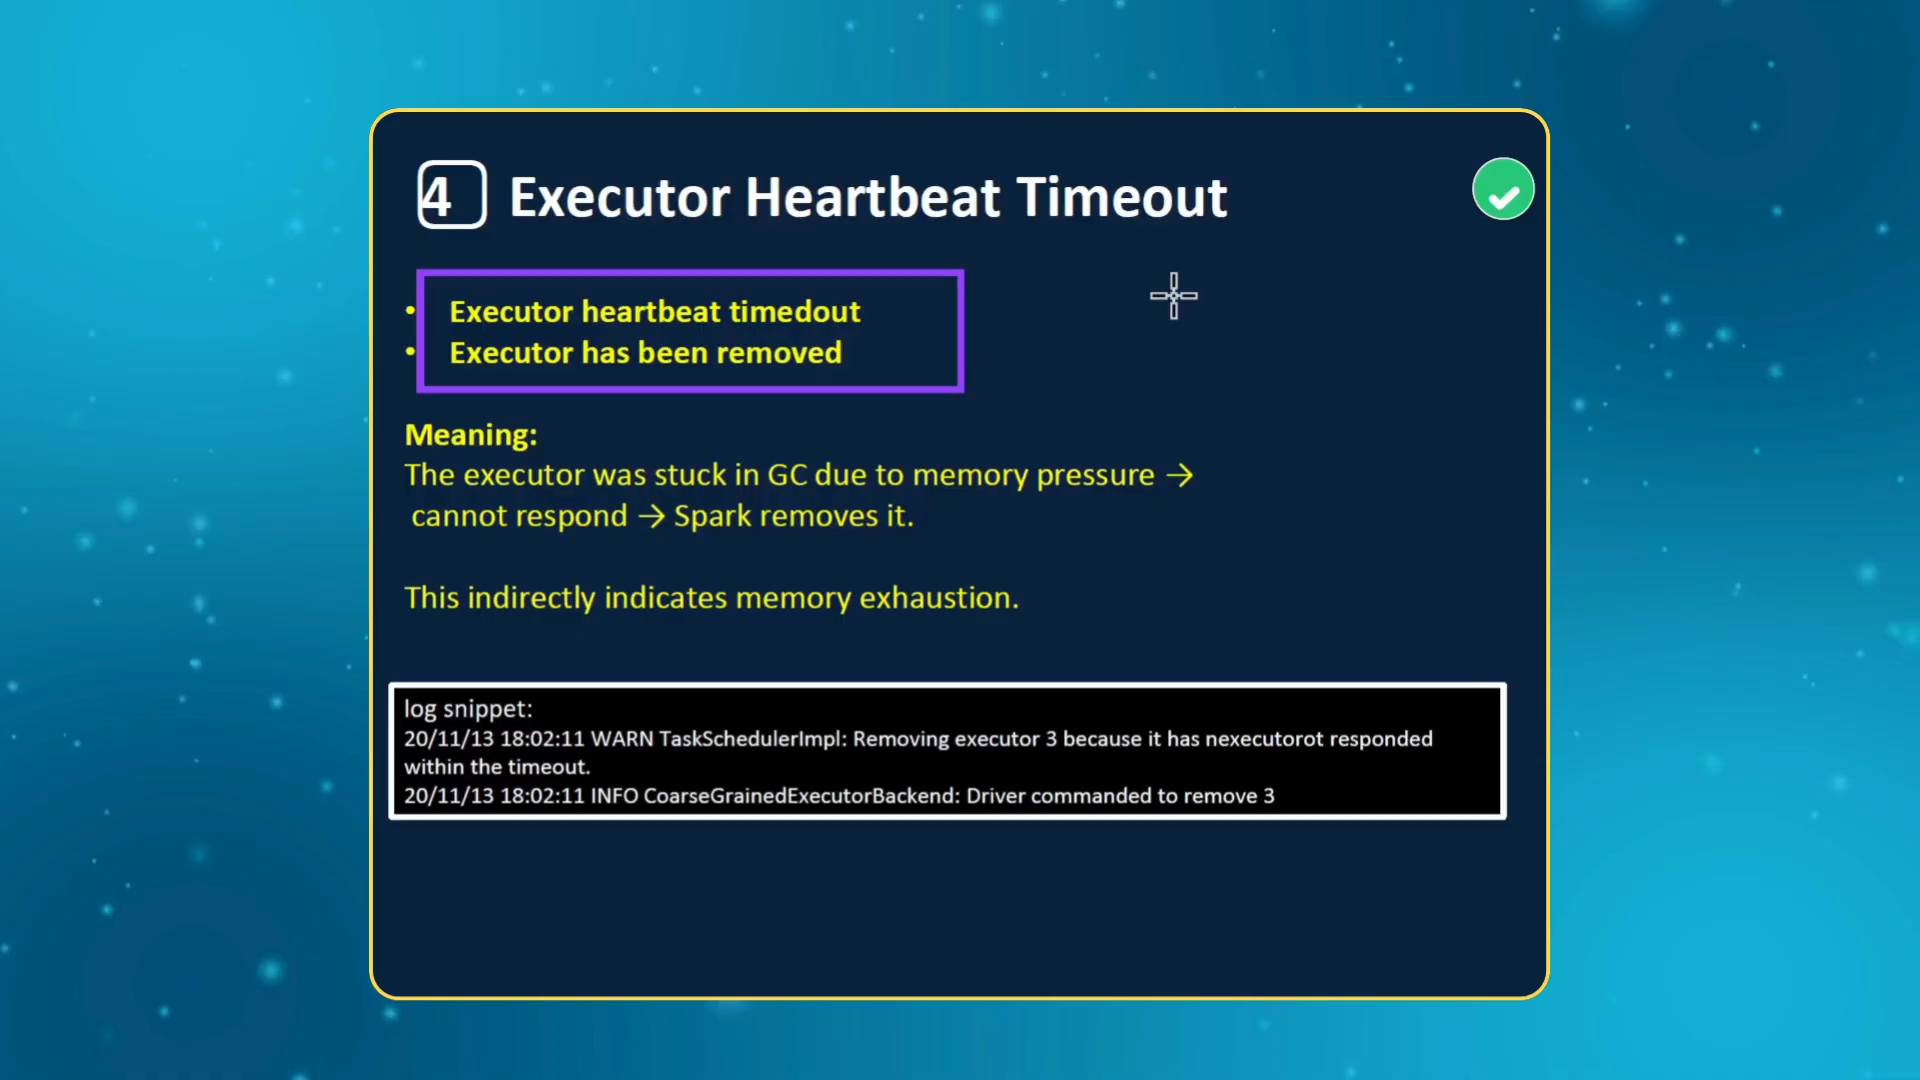 4 Executor Heartbeat Timeout
• Executor heartbeat timedout
• Executor has been removed
Meaning:
The executor was stuck in GC due to memory pressure →
cannot respond → Spark removes it.
This indirectly indicates memory exhaustion.
log snippet:
20/11/13 18:02:11 WARN TaskSchedulerImpl: Removing executor 3 because it has nexecutorot responded
within the timeout.
20/11/13 18:02:11 INFO CoarseGrainedExecutorBackend: Driver commanded to remove 3